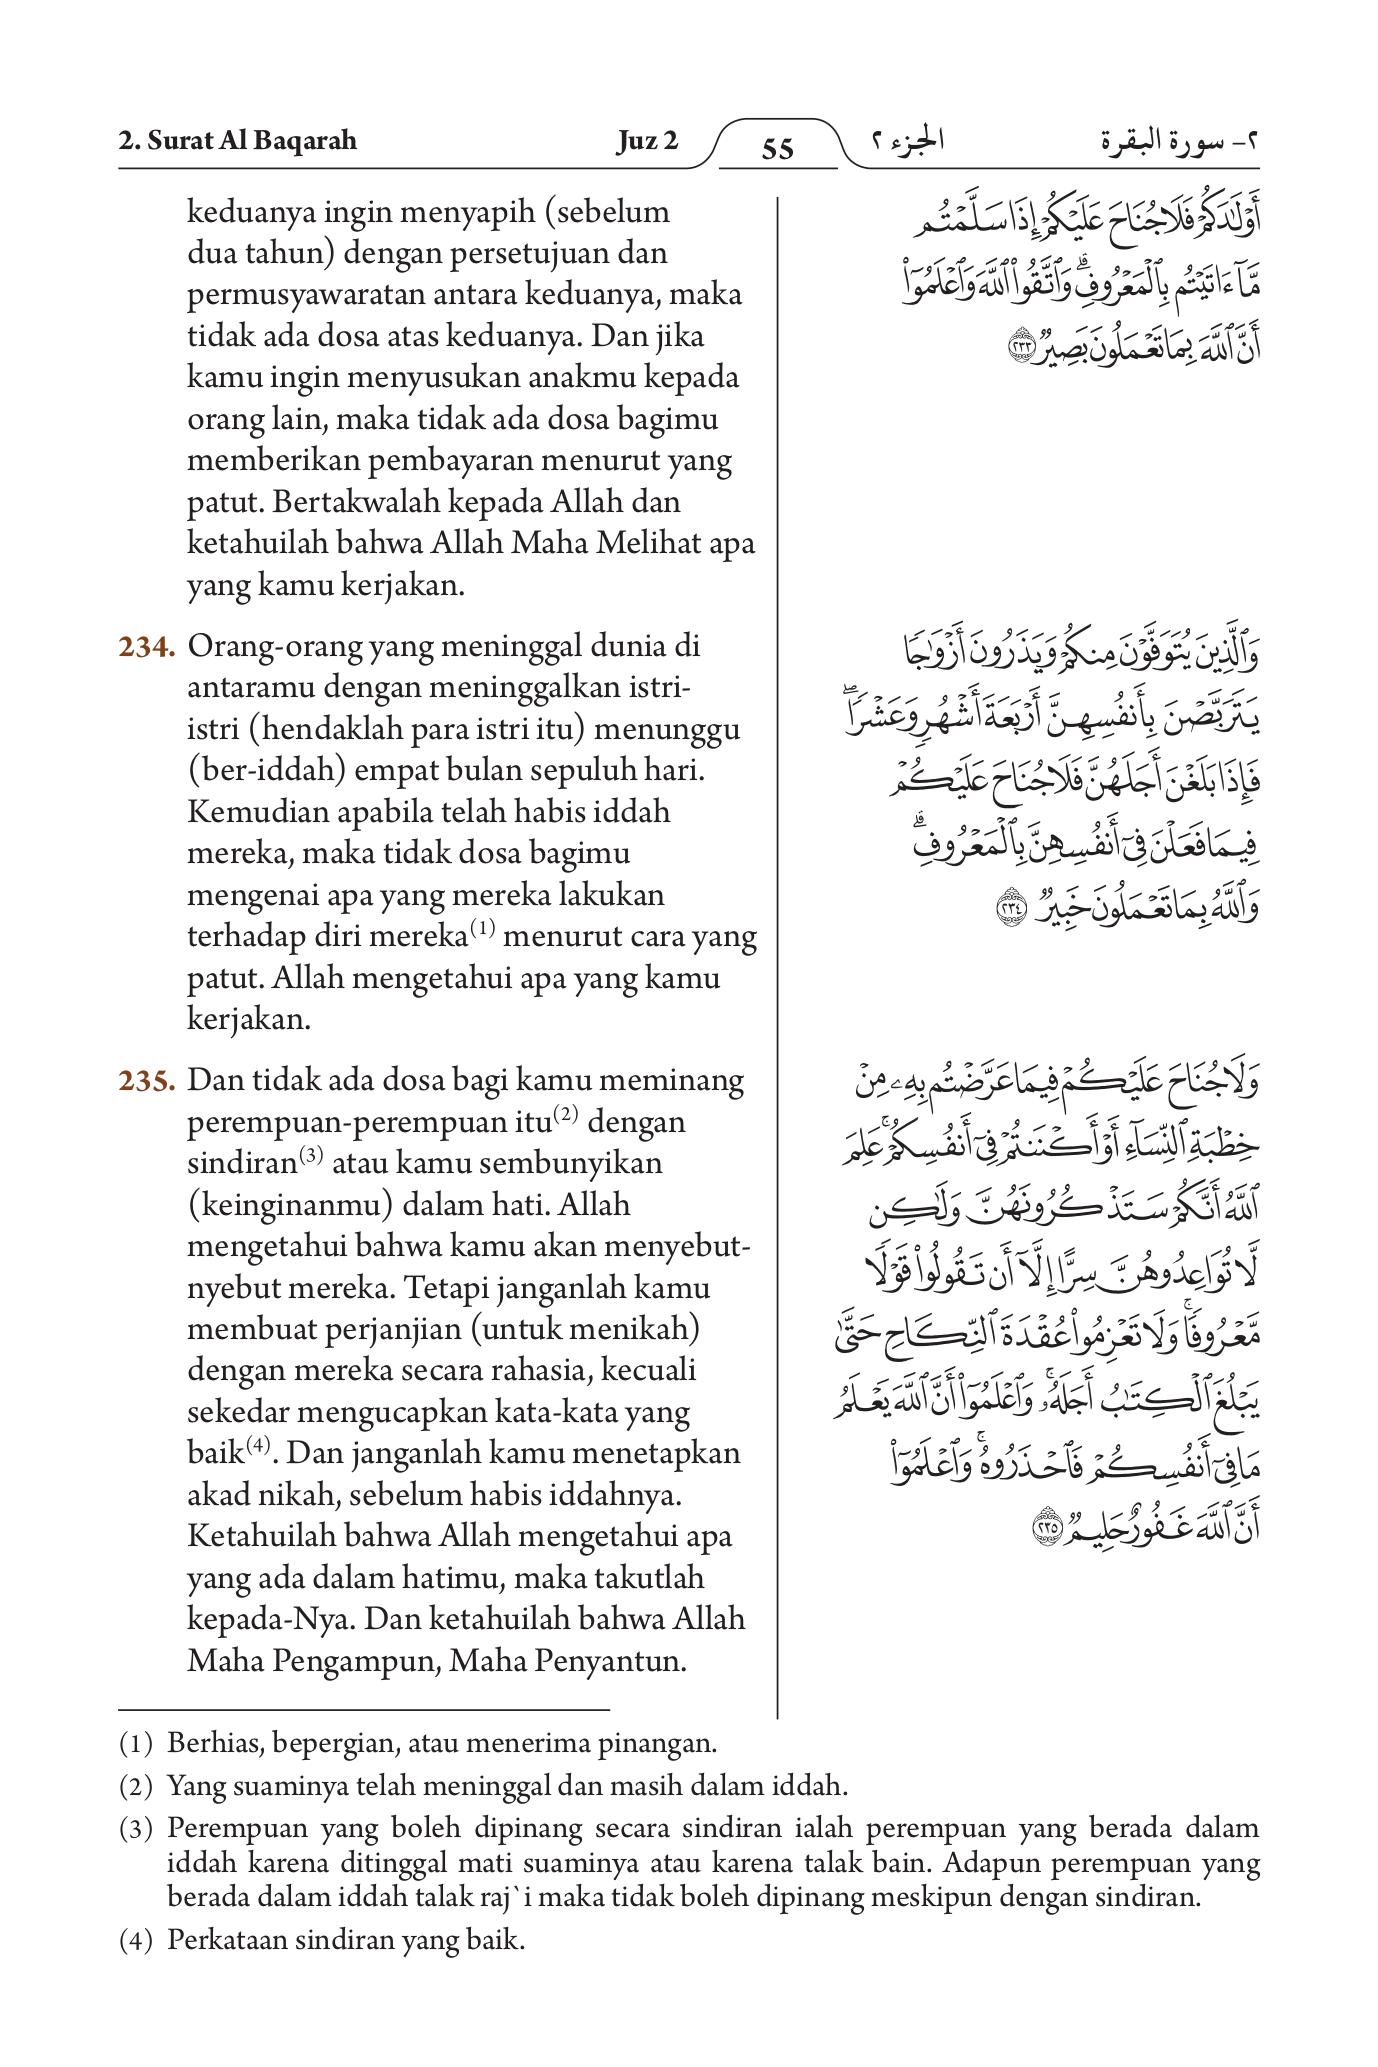 2. Surat Al Baqarah
Juz 2
55
الجزء ٢
٢- سورة البقرة
keduanya ingin menyapih (sebelum
dua tahun) dengan persetujuan dan
permusyawaratan antara keduanya, maka
tidak ada dosa atas keduanya. Dan jika
kamu ingin menyusukan anakmu kepada
orang lain, maka tidak ada dosa bagimu
memberikan pembayaran menurut yang
patut. Bertakwalah kepada Allah dan
ketahuilah bahwa Allah Maha Melihat apa
yang kamu kerjakan.
234. Orang-orang yang meninggal dunia di
antaramu dengan meninggalkan istri-
istri (hendaklah para istri itu) menunggu
(ber-iddah) empat bulan sepuluh hari.
Kemudian apabila telah habis iddah
mereka, maka tidak dosa bagimu
mengenai apa yang mereka lakukan
terhadap diri mereka(1) menurut cara yang
patut. Allah mengetahui apa yang kamu
kerjakan.
235. Dan tidak ada dosa bagi kamu meminang
perempuan-perempuan itu(2) dengan
sindiran(3) atau kamu sembunyikan
(keinginanmu) dalam hati. Allah
mengetahui bahwa kamu akan menyebut-
nyebut mereka. Tetapi janganlah kamu
membuat perjanjian (untuk menikah)
dengan mereka secara rahasia, kecuali
sekedar mengucapkan kata-kata yang
baik(4). Dan janganlah kamu menetapkan
akad nikah, sebelum habis iddahnya.
Ketahuilah bahwa Allah mengetahui apa
yang ada dalam hatimu, maka takutlah
kepada-Nya. Dan ketahuilah bahwa Allah
Maha Pengampun, Maha Penyantun.
أَوْلَٰدَكُمْ فَلَا جُنَاحَ عَلَيْكُمْ إِذَا سَلَّمْتُم
مَّآ ءَاتَيْتُم بِٱلْمَعْرُوفِۗ وَٱتَّقُوا۟ ٱللَّهَ وَٱعْلَمُوٓا۟
أَنَّ ٱللَّهَ بِمَا تَعْمَلُونَ بَصِيرٌ ٢٣٣
وَٱلَّذِينَ يُتَوَفَّوْنَ مِنكُمْ وَيَذَرُونَ أَزْوَٰجًا
يَتَرَبَّصْنَ بِأَنفُسِهِنَّ أَرْبَعَةَ أَشْهُرٍ وَعَشْرًاۖ
فَإِذَا بَلَغْنَ أَجَلَهُنَّ فَلَا جُنَاحَ عَلَيْكُمْ
فِيمَا فَعَلْنَ فِىٓ أَنفُسِهِنَّ بِٱلْمَعْرُوفِۗ
وَٱللَّهُ بِمَا تَعْمَلُونَ خَبِيرٌ ٢٣٤
وَلَا جُنَاحَ عَلَيْكُمْ فِيمَا عَرَّضْتُم بِهِۦ مِنْ
خِطْبَةِ ٱلنِّسَآءِ أَوْ أَكْنَنتُمْ فِىٓ أَنفُسِكُمْۚ عَلِمَ
ٱللَّهُ أَنَّكُمْ سَتَذْكُرُونَهُنَّ وَلَٰكِن
لَّا تُوَاعِدُوهُنَّ سِرًّا إِلَّآ أَن تَقُولُوا۟ قَوْلًا
مَّعْرُوفًاۚ وَلَا تَعْزِمُوا۟ عُقْدَةَ ٱلنِّكَاحِ حَتَّىٰ
يَبْلُغَ ٱلْكِتَٰبُ أَجَلَهُۥۚ وَٱعْلَمُوٓا۟ أَنَّ ٱللَّهَ يَعْلَمُ
مَا فِىٓ أَنفُسِكُمْ فَٱحْذَرُوهُۚ وَٱعْلَمُوٓا۟
أَنَّ ٱللَّهَ غَفُورٌ حَلِيمٌ ٢٣٥
(1) Berhias, bepergian, atau menerima pinangan.
(2) Yang suaminya telah meninggal dan masih dalam iddah.
(3) Perempuan yang boleh dipinang secara sindiran ialah perempuan yang berada dalam
iddah karena ditinggal mati suaminya atau karena talak bain. Adapun perempuan yang
berada dalam iddah talak raj`i maka tidak boleh dipinang meskipun dengan sindiran.
(4) Perkataan sindiran yang baik.